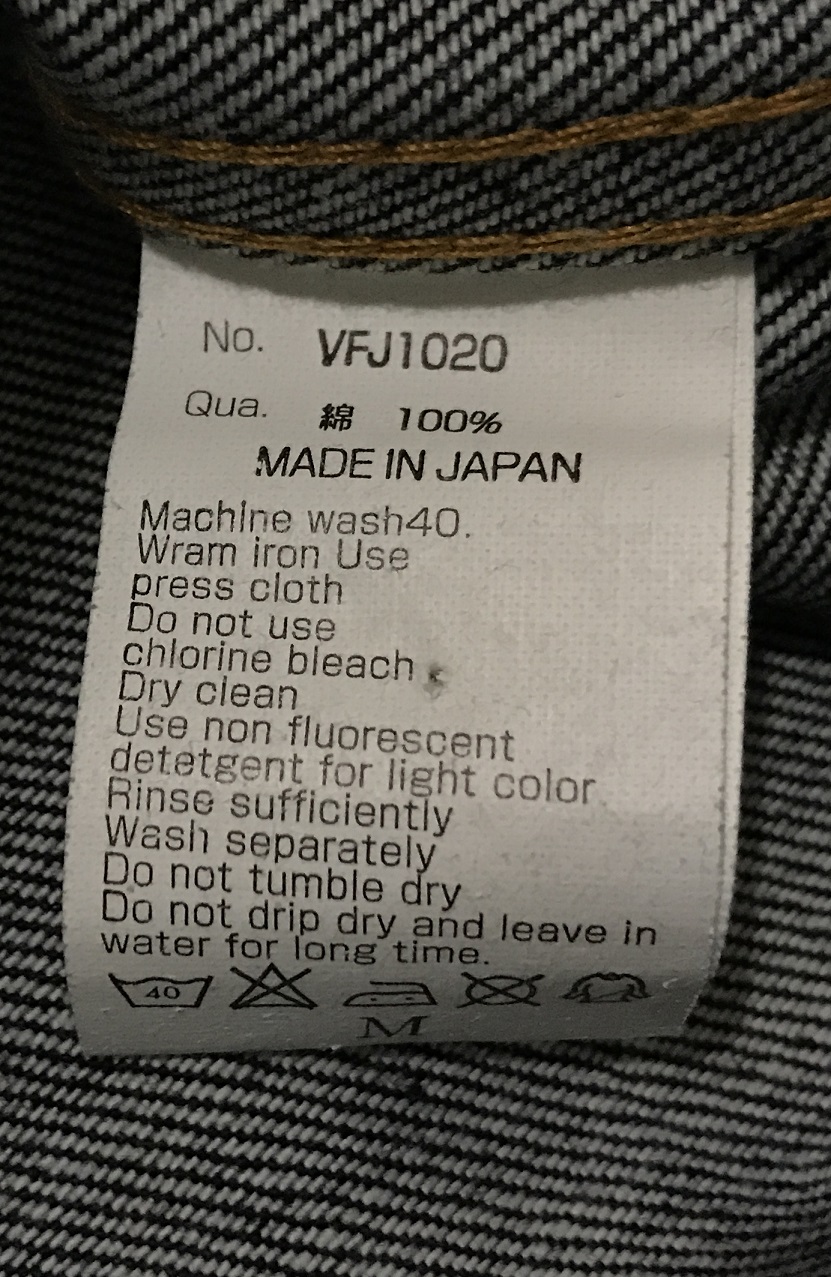 No. VFJ1020
Qua. 綿 100%
MADE IN JAPAN
Machine wash40.
Wram iron Use
press cloth
Do not use
chlorine bleach
Dry clean
Use non fluorescent
detetgent for light color
Rinse sufficiently
Wash separately
Do not tumble dry
Do not drip dry and leave in
water for long time.
40
M